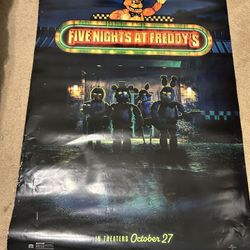 FIVE NIGHTS AT FREDDY'S
IN THEATERS October 27